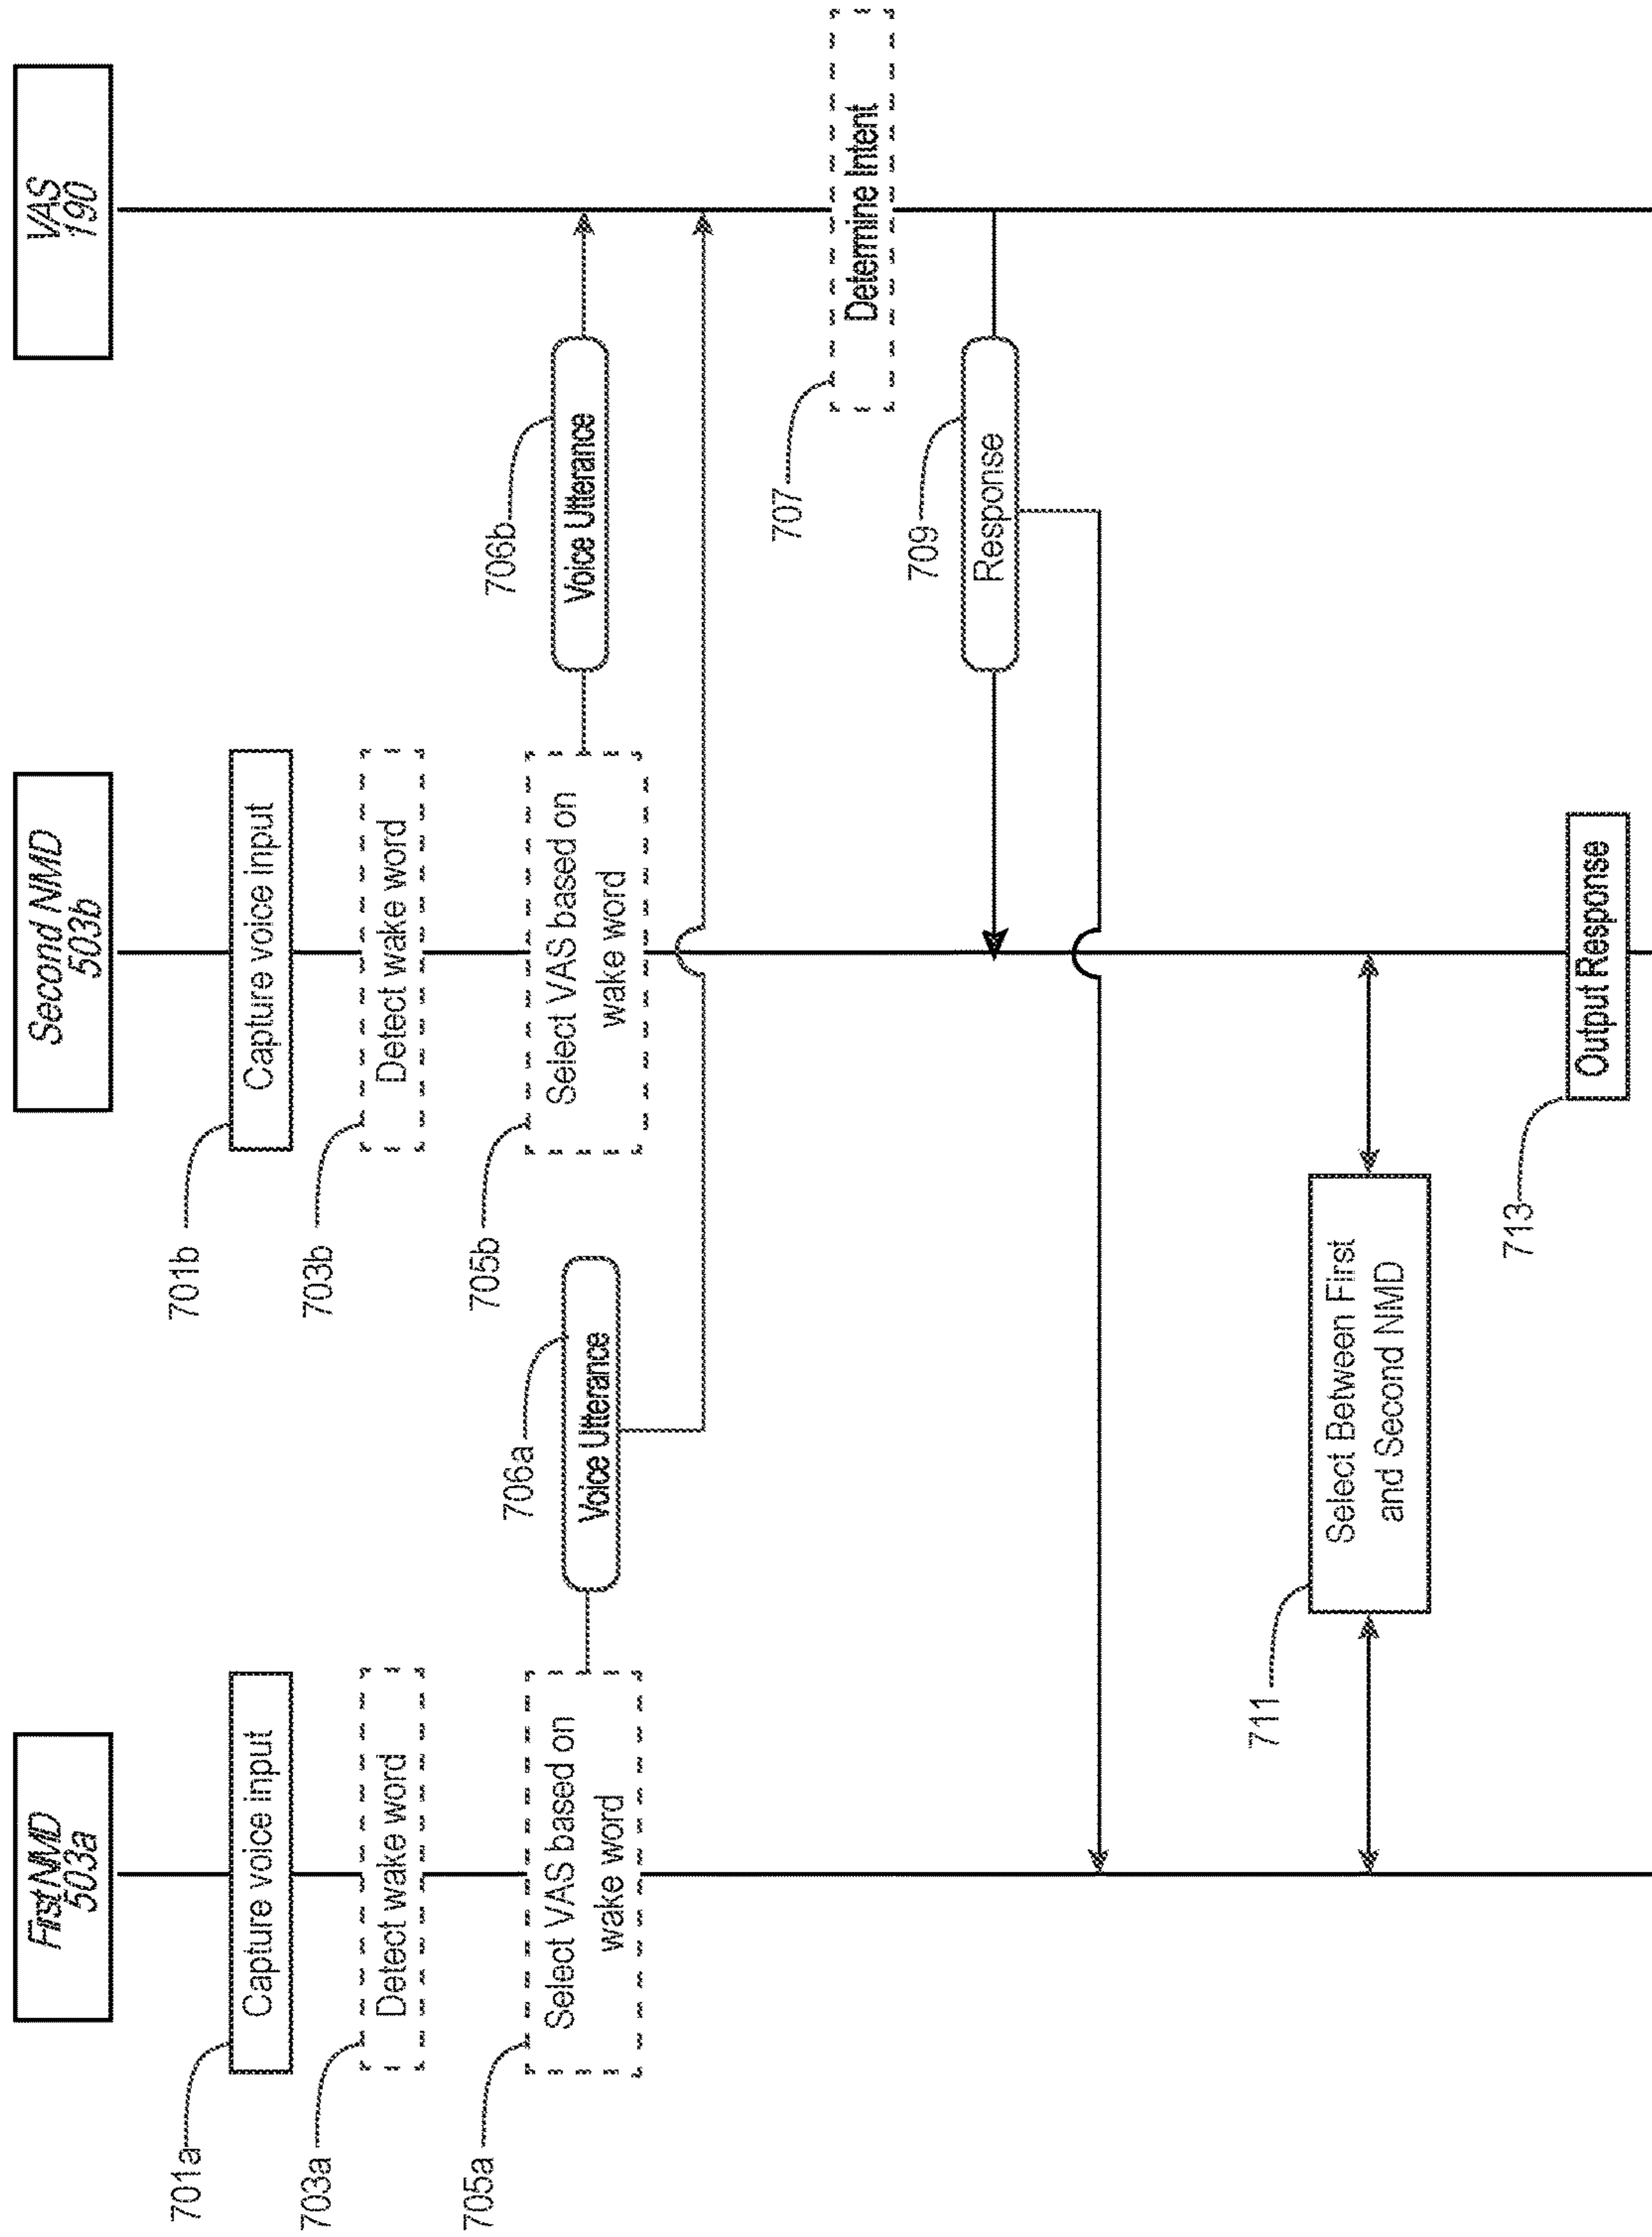 First NMD
503a
Second NMD
503b
VAS
190
701a
Capture voice input
701b
Capture voice input
703a
Detect wake word
703b
Detect wake word
705a
Select VAS based on
wake word
706a
Voice Utterance
705b
Select VAS based on
wake word
706b
Voice Utterance
707
Determine Intent
709
Response
711
Select Between First
and Second NMD
713
Output Response